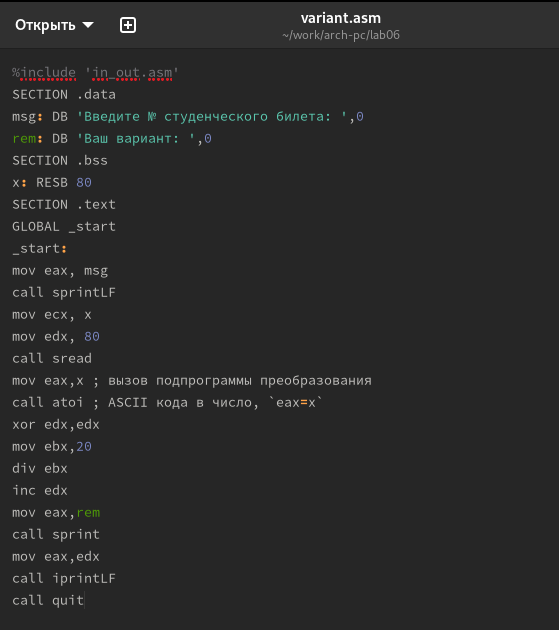 Открыть
variant.asm
~/work/arch-pc/lab06
%include 'in_out.asm'
SECTION .data
msg: DB 'Введите № студенческого билета: ',0
rem: DB 'Ваш вариант: ',0
SECTION .bss
x: RESB 80
SECTION .text
GLOBAL _start
_start:
mov eax, msg
call sprintLF
mov ecx, x
mov edx, 80
call sread
mov eax,x ; вызов подпрограммы преобразования
call atoi ; ASCII кода в число, `eax=x`
xor edx,edx
mov ebx,20
div ebx
inc edx
mov eax,rem
call sprint
mov eax,edx
call iprintLF
call quit